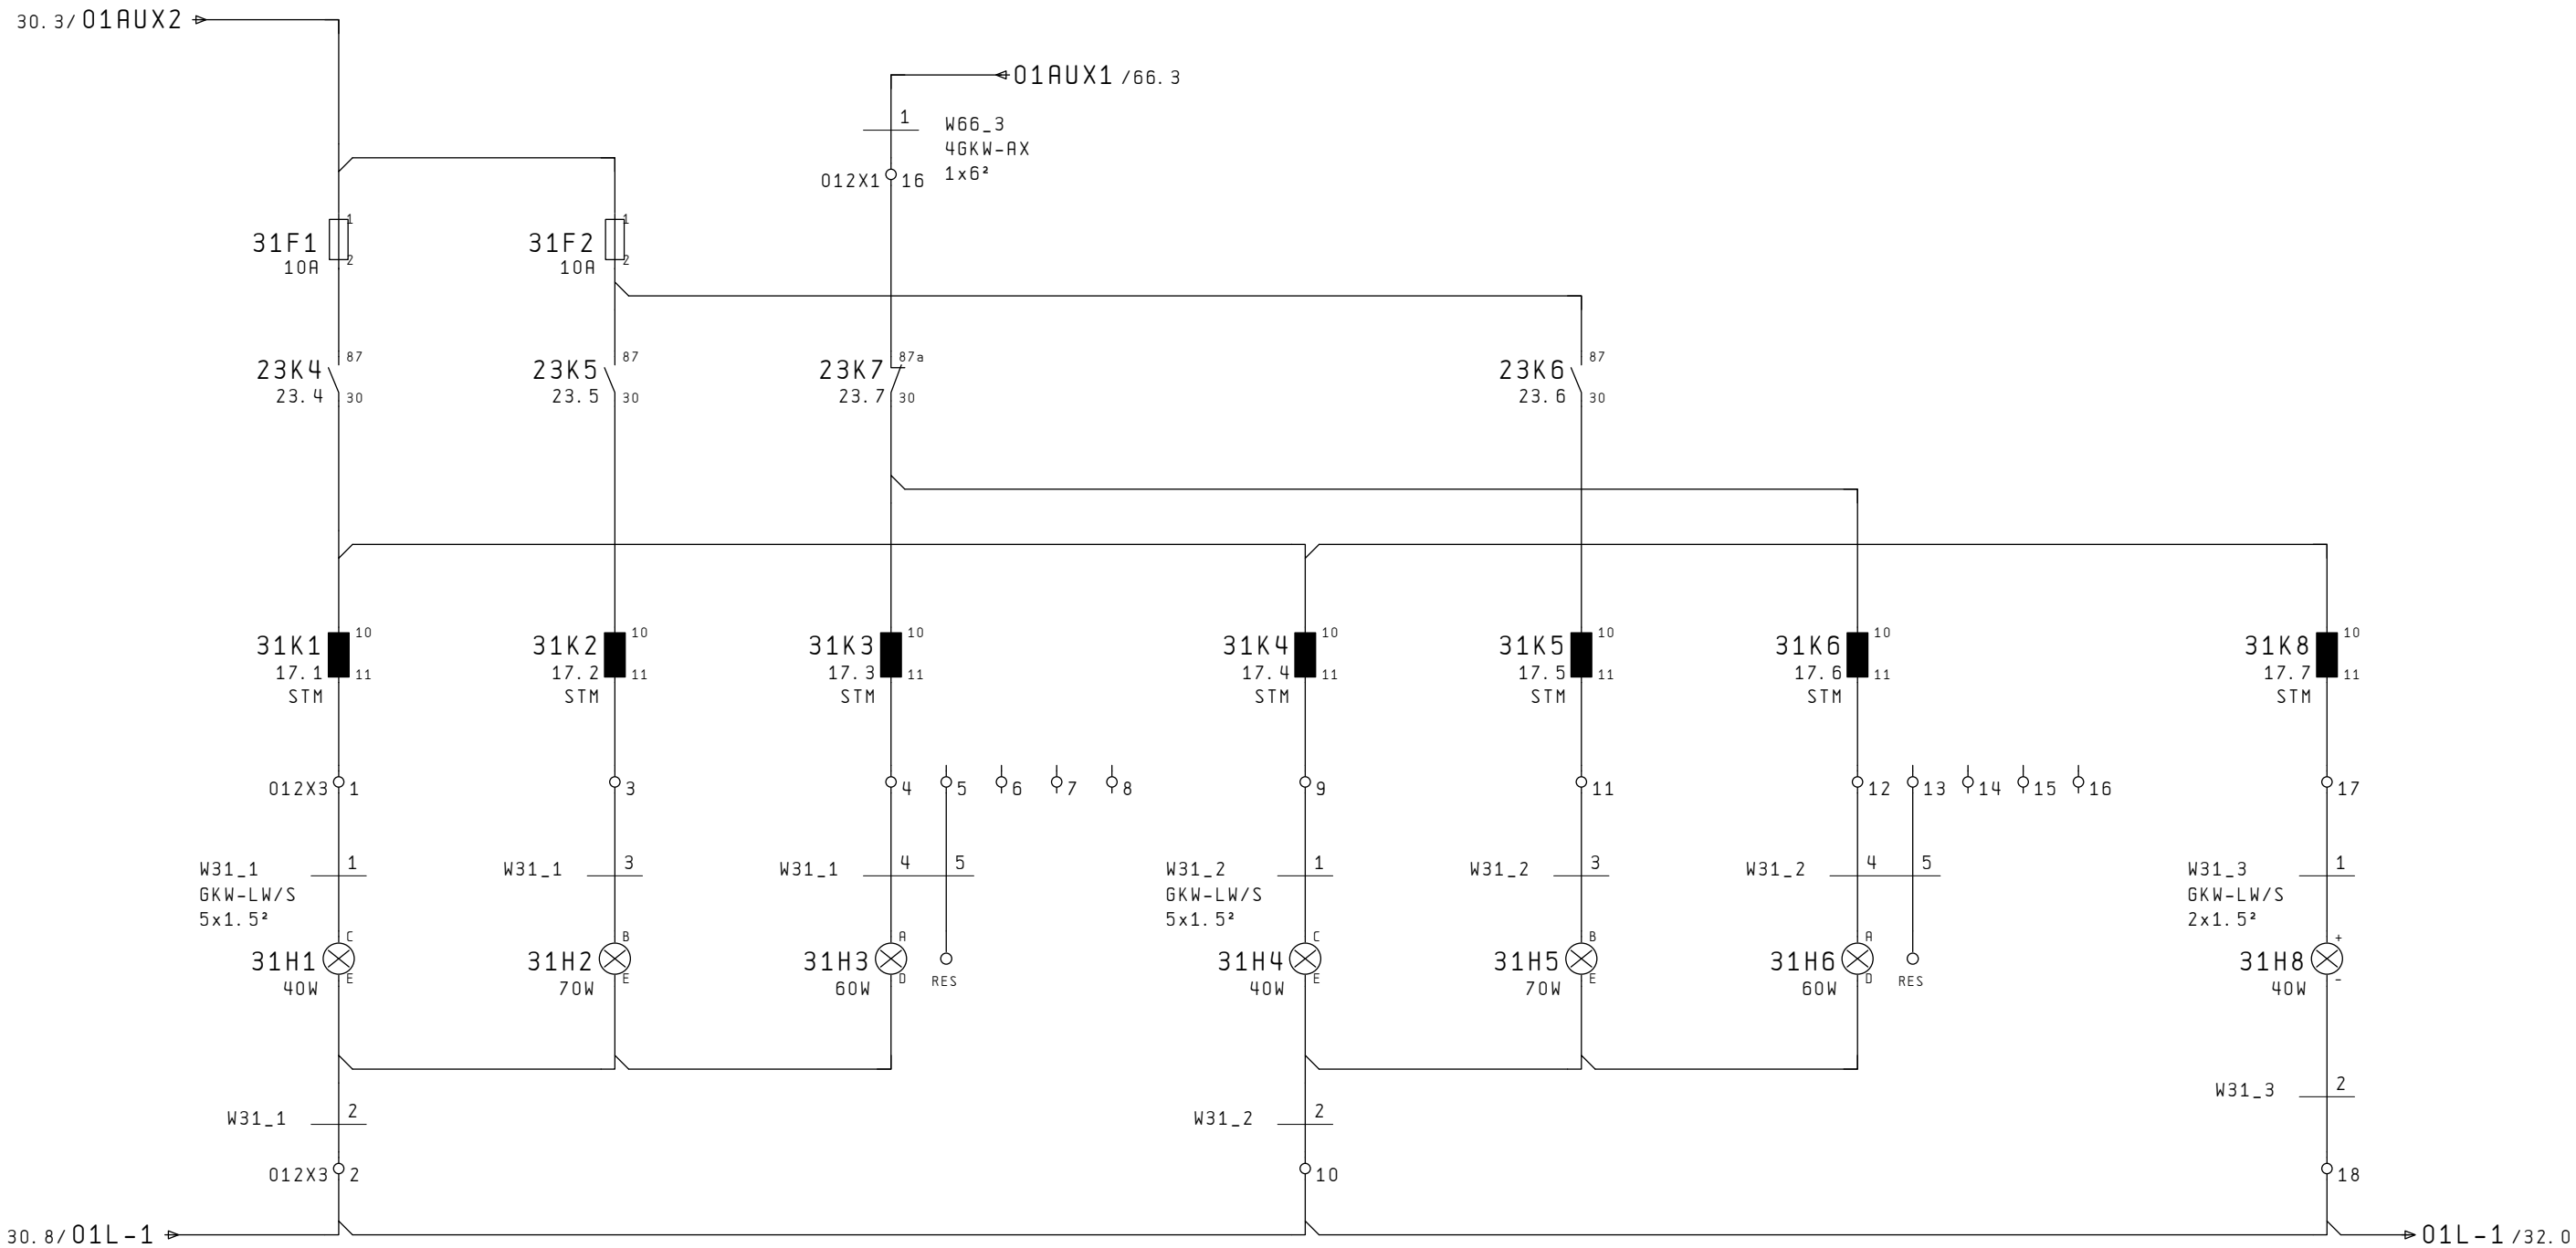 30.3/01AUX2
01AUX1 /66.3
1
W66_3
4GKW-AX
1x6²
012X1 16
1
1
31F1
31F2
10A
2
10A
2
87
87
87a
87
23K4
23K5
23K7
23K6
23.4
30
23.5
30
23.7
30
23.6
30
10
10
10
10
10
10
10
31K1
31K2
31K3
31K4
31K5
31K6
31K8
17.1
11
17.2
11
17.3
11
17.4
11
17.5
11
17.6
11
17.7
11
STM
STM
STM
STM
STM
STM
STM
012X3 1
3
4
5
6
7
8
9
11
12
13
14
15
16
17
1
3
4
5
1
3
4
5
1
W31_1
W31_1
W31_1
W31_2
W31_2
W31_2
W31_3
GKW-LW/S
GKW-LW/S
GKW-LW/S
5x1.5²
5x1.5²
2x1.5²
C
B
A
C
B
A
+
31H1
31H2
31H3
31H4
31H5
31H6
31H8
E
E
D
RES
E
E
D
RES
-
40W
70W
60W
40W
70W
60W
40W
W31_1
2
W31_2
2
W31_3
2
012X3 2
10
18
30.8/01L-1
01L-1 /32.0